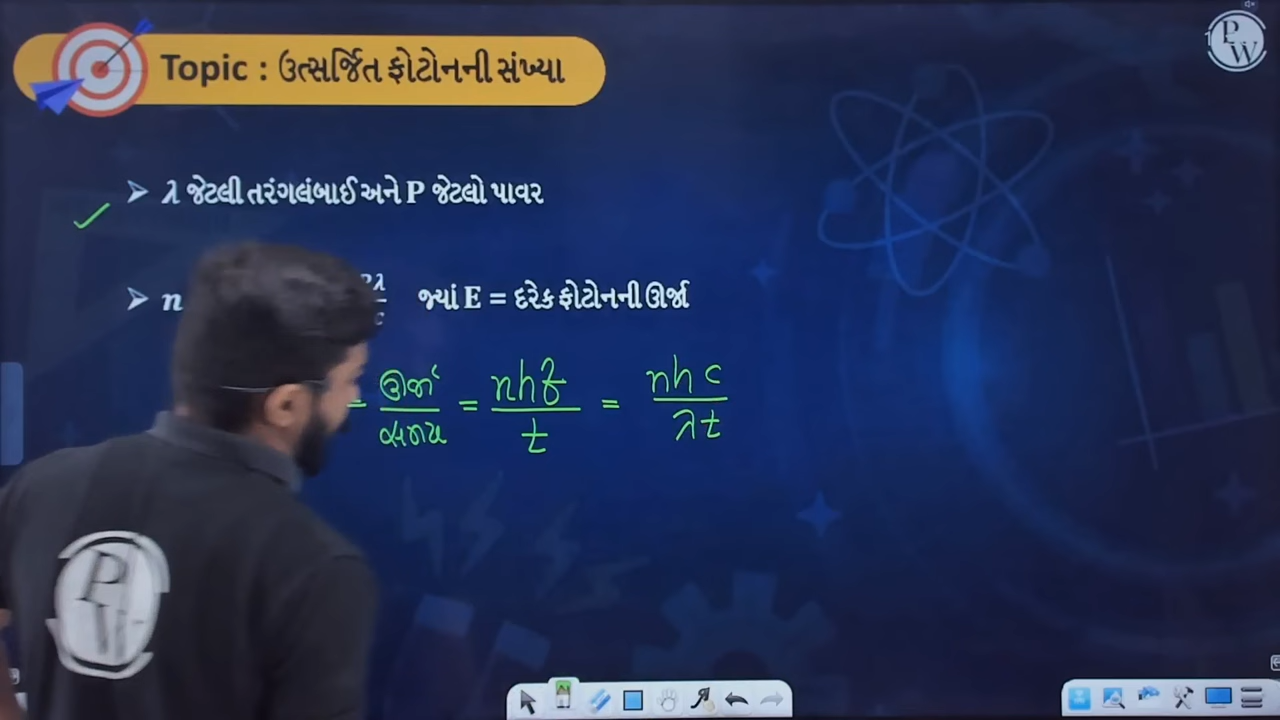 Topic : ઉત્સર્જિત ફોટોનની સંખ્યા
PW
➤ λ જેટલી તરંગલંબાઈ અને P જેટલો પાવર
➤ n જ્યાં E = દરેક ફોટોનની ઊર્જા
= ઊર્જા/સમય = nhf/t = nhc/λt
PW